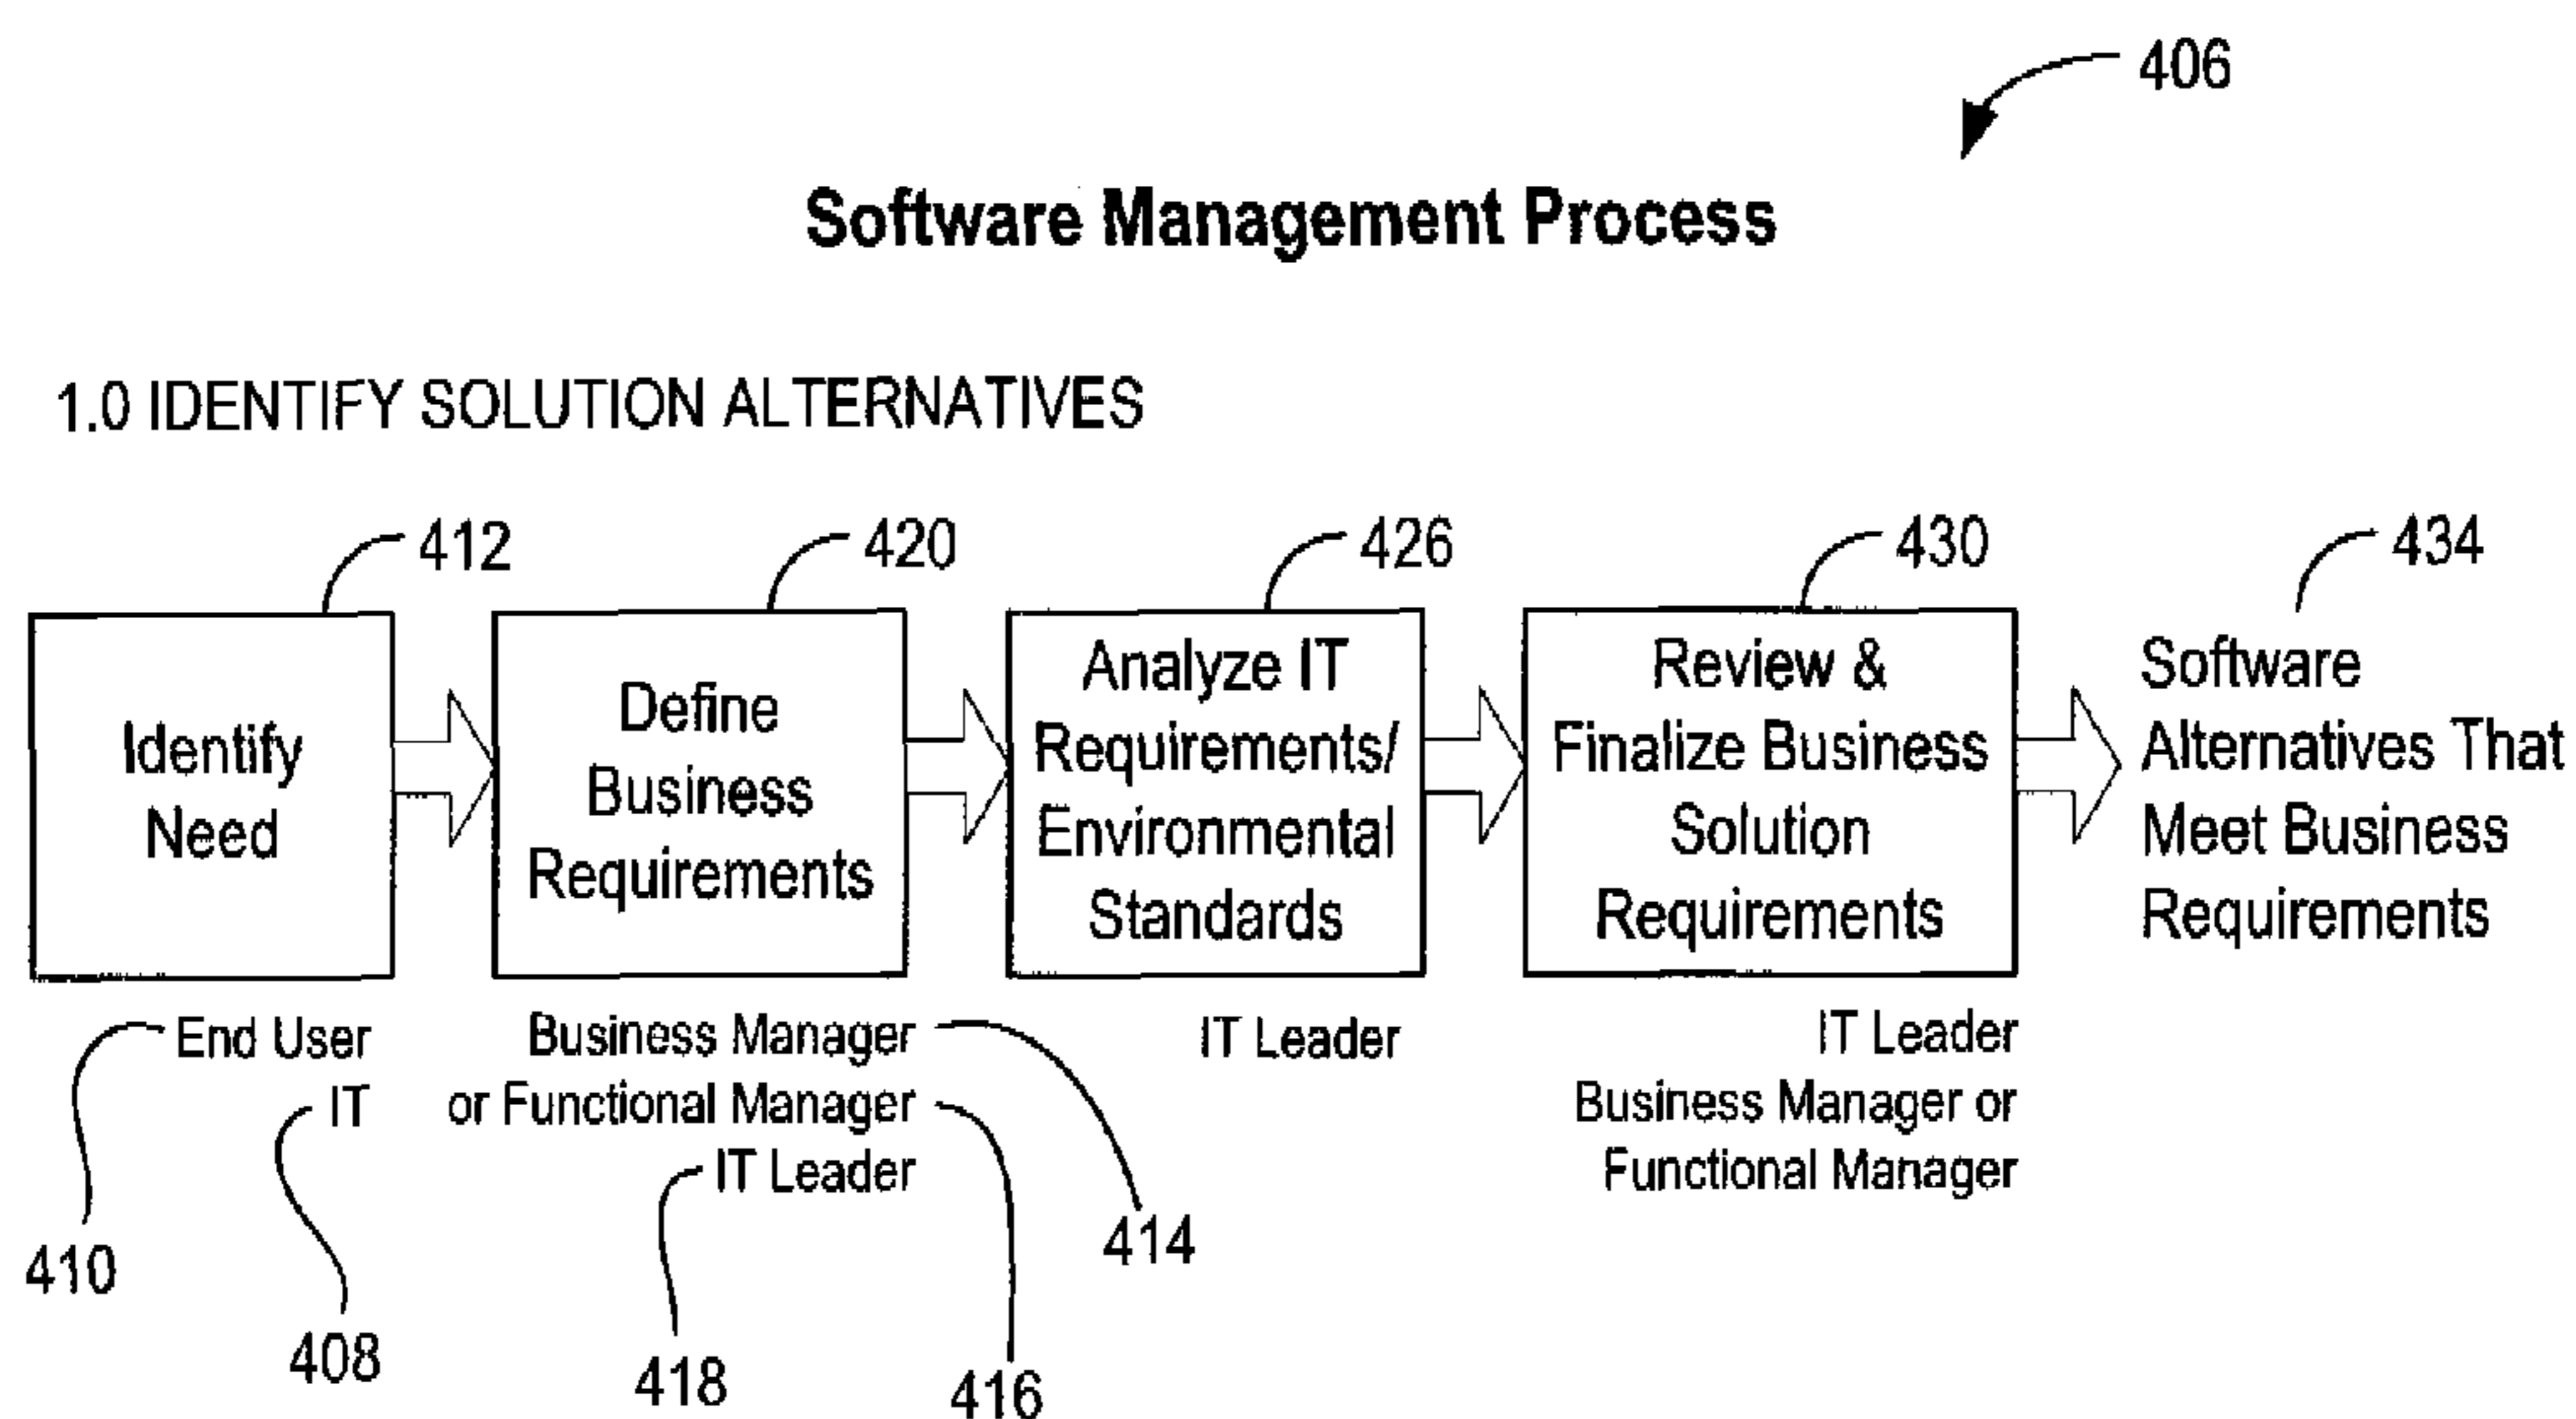 406
Software Management Process
1.0 IDENTIFY SOLUTION ALTERNATIVES
412
420
426
430
434
Identify
Need
Define
Business
Requirements
Analyze IT
Requirements/
Environmental
Standards
Review &
Finalize Business
Solution
Requirements
Software
Alternatives That
Meet Business
Requirements
End User
IT
Business Manager
or Functional Manager
IT Leader
IT Leader
IT Leader
Business Manager or
Functional Manager
410
408
418
416
414